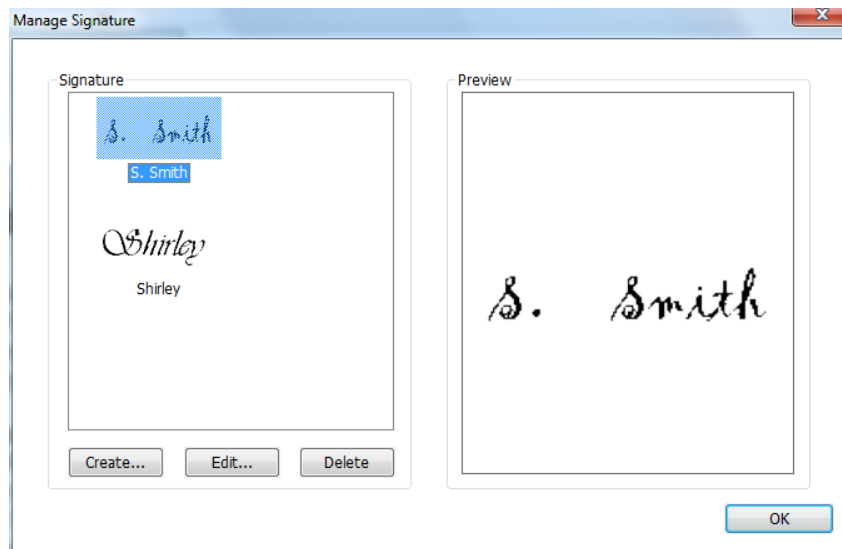 Manage Signature
x
Signature
S. Smith
S. Smith
Shirley
Shirley
Create... Edit... Delete
Preview
S. Smith
OK